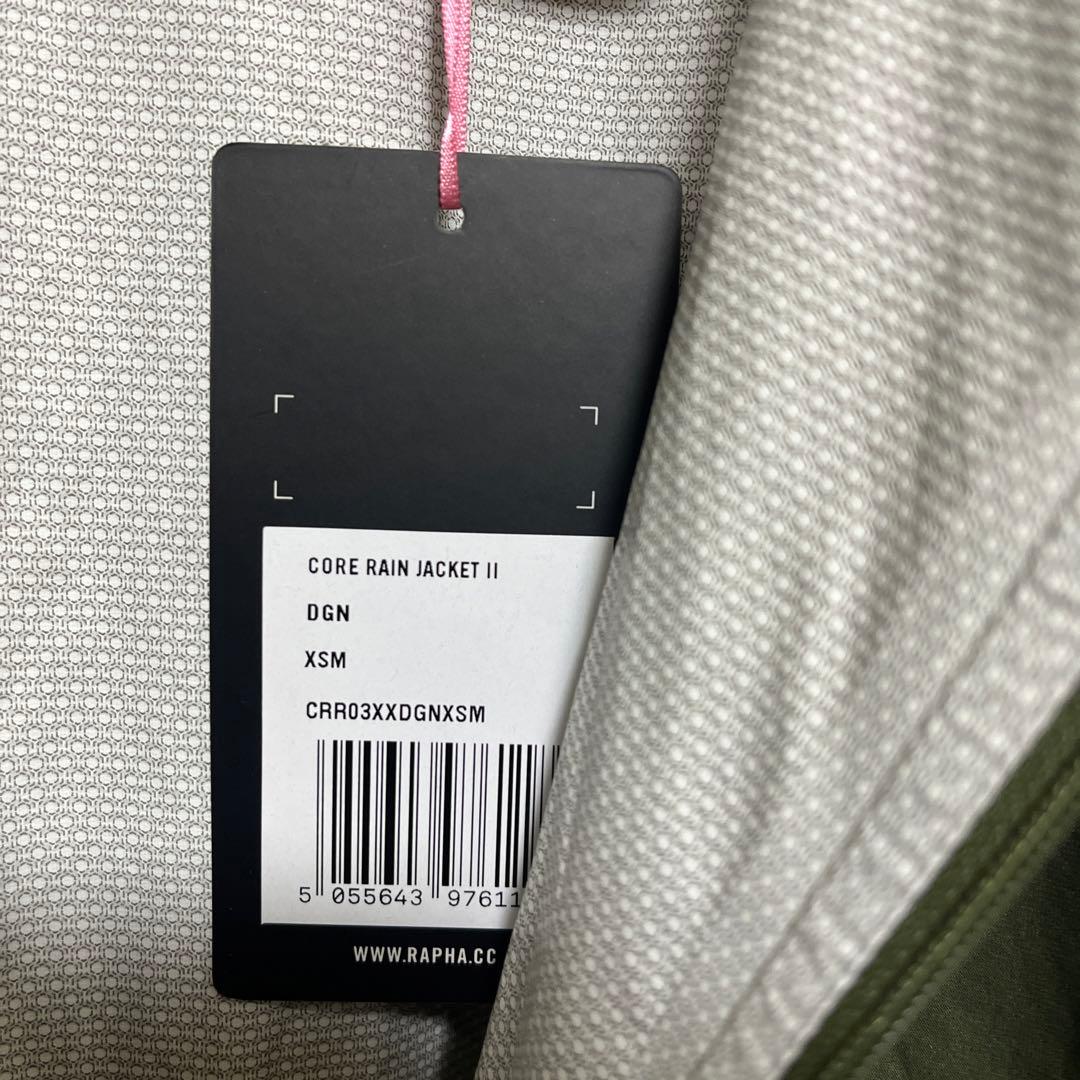 CORE RAIN JACKET II
DGN
XSM
CRR03XXDGNXSM
5 055643 97611
WWW.RAPHA.CC